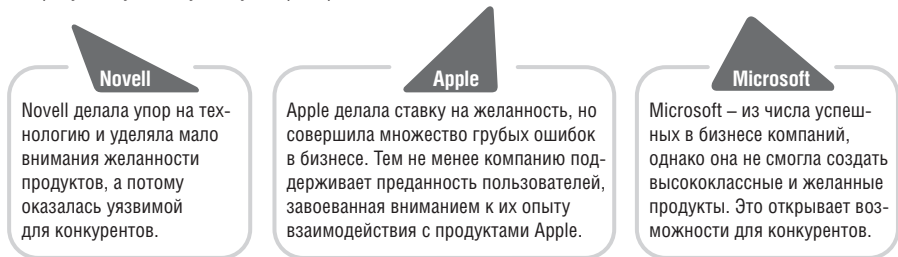 Novell
Novell делала упор на тех-
нологию и уделяла мало
внимания желанности
продуктов, а потому
оказалась уязвимой
для конкурентов.
Apple
Apple делала ставку на желанность, но
совершила множество грубых ошибок
в бизнесе. Тем не менее компанию под-
держивает преданность пользователей,
завоеванная вниманием к их опыту
взаимодействия с продуктами Apple.
Microsoft
Microsoft – из числа успеш-
ных в бизнесе компаний,
однако она не смогла создать
высококлассные и желанные
продукты. Это открывает воз-
можности для конкурентов.